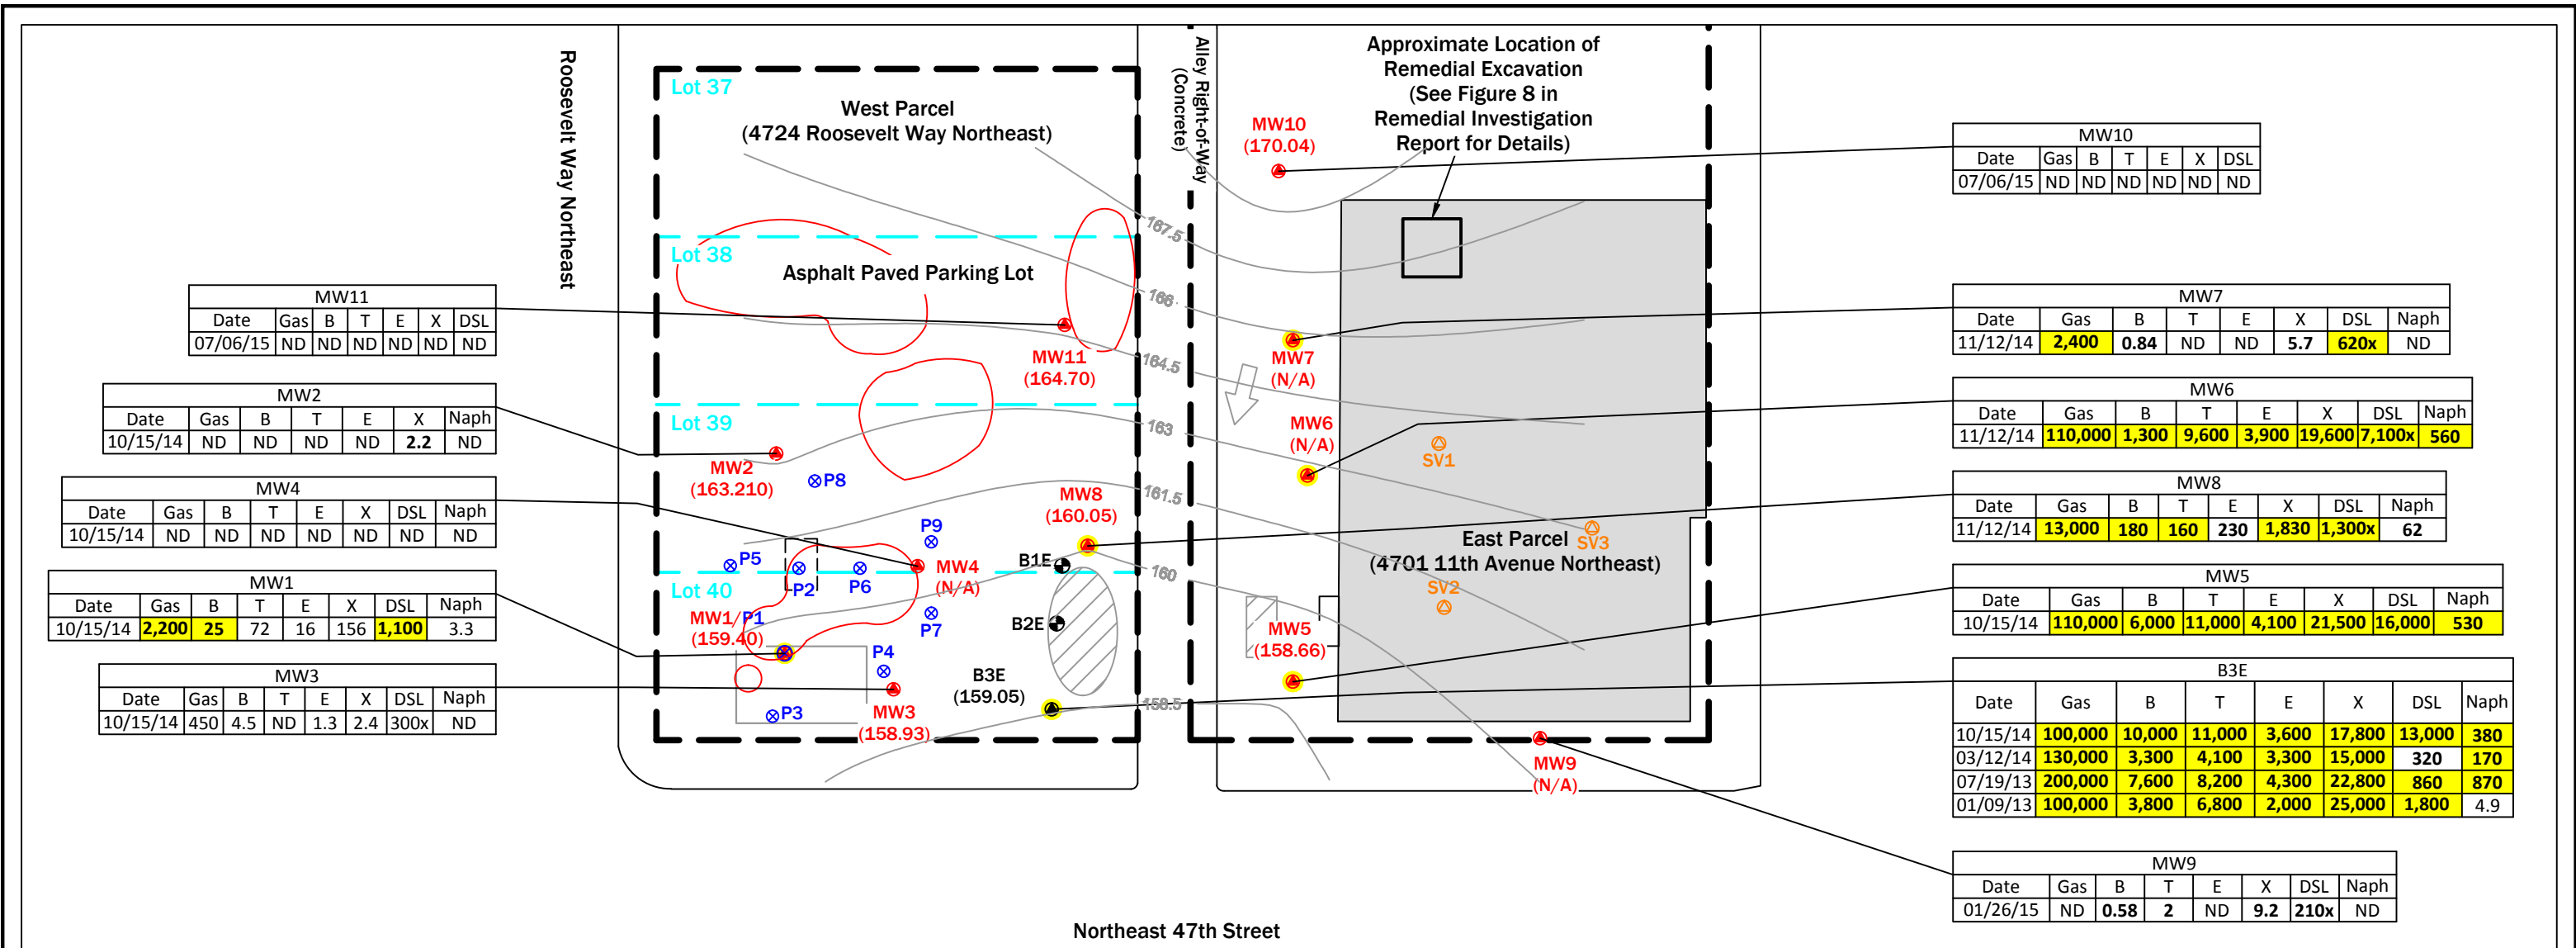 Roosevelt Way Northeast
Lot 37
West Parcel
(4724 Roosevelt Way Northeast)
Alley Right-of-Way
(Concrete)
Approximate Location of
Remedial Excavation
(See Figure 8 in
Remedial Investigation
Report for Details)
MW10
(170.04)
Lot 38
Asphalt Paved Parking Lot
167.5
166
164.5
163
161.5
160
158.5
MW11
(164.70)
MW7
(N/A)
Lot 39
MW6
(N/A)
SV1
MW2
(163.210)
P8
MW8
(160.05)
P9
P5
P2
P6
MW4
(N/A)
B1E
East Parcel
(4701 11th Avenue Northeast)
SV3
SV2
Lot 40
MW1/P1
(159.40)
P7
B2E
MW5
(158.66)
P4
B3E
(159.05)
P3
MW3
(158.93)
MW9
(N/A)
MW11
Date Gas B T E X DSL
07/06/15 ND ND ND ND ND ND
MW2
Date Gas B T E X Naph
10/15/14 ND ND ND ND 2.2 ND
MW4
Date Gas B T E X DSL Naph
10/15/14 ND ND ND ND ND ND ND
MW1
Date Gas B T E X DSL Naph
10/15/14 2,200 25 72 16 156 1,100 3.3
MW3
Date Gas B T E X DSL Naph
10/15/14 450 4.5 ND 1.3 2.4 300x ND
MW10
Date Gas B T E X DSL
07/06/15 ND ND ND ND ND ND
MW7
Date Gas B T E X DSL Naph
11/12/14 2,400 0.84 ND ND 5.7 620x ND
MW6
Date Gas B T E X DSL Naph
11/12/14 110,000 1,300 9,600 3,900 19,600 7,100x 560
MW8
Date Gas B T E X DSL Naph
11/12/14 13,000 180 160 230 1,830 1,300x 62
MW5
Date Gas B T E X DSL Naph
10/15/14 110,000 6,000 11,000 4,100 21,500 16,000 530
B3E
Date Gas B T E X DSL Naph
10/15/14 100,000 10,000 11,000 3,600 17,800 13,000 380
03/12/14 130,000 3,300 4,100 3,300 15,000 320 170
07/19/13 200,000 7,600 8,200 4,300 22,800 860 870
01/09/13 100,000 3,800 6,800 2,000 25,000 1,800 4.9
MW9
Date Gas B T E X DSL Naph
01/26/15 ND 0.58 2 ND 9.2 210x ND
Northeast 47th Street